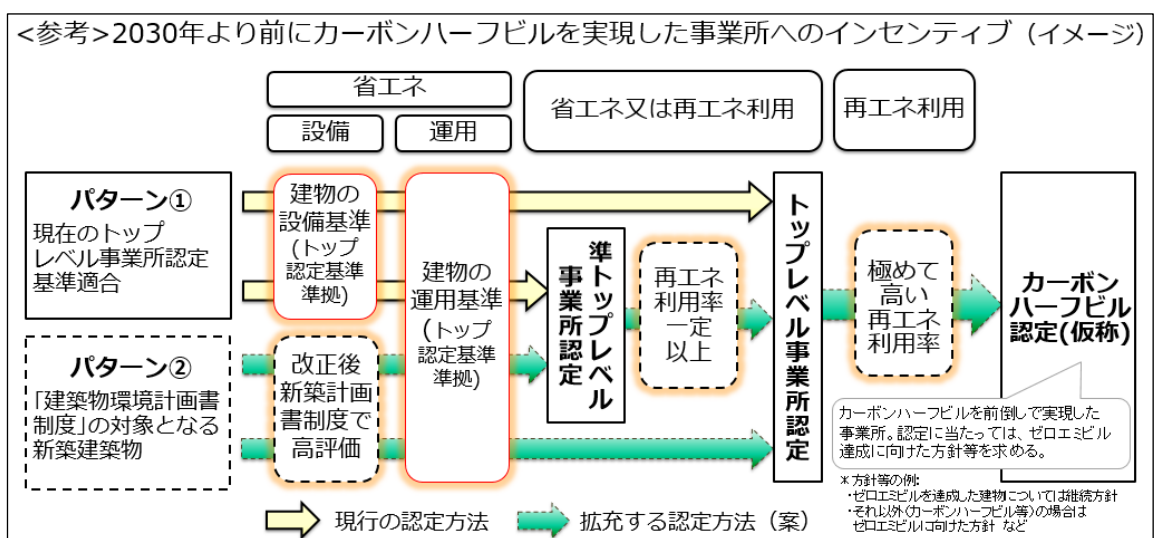 <参考>2030年より前にカーボンハーフビルを実現した事業所へのインセンティブ（イメージ）
省エネ
設備
運用
省エネ又は再エネ利用
再エネ利用
パターン①
現在のトップ
レベル事業所認定
基準適合
建物の
設備基準
(トップ
認定基準
準拠)
建物の
運用基準
(トップ
認定基準
準拠)
準トップレベル
事業所認定
再エネ
利用率
一定
以上
トップレベル事業所認定
極めて
高い
再エネ
利用率
カーボン
ハーフビル
認定(仮称)
パターン②
「建築物環境計画書
制度」の対象となる
新築建築物
改正後
新築計画
書制度で
高評価
カーボンハーフビルを前倒しで実現した
事業所。認定に当たっては、ゼロエミビル
達成に向けた方針等を求める。
＊方針等の例:
・ゼロエミビルを達成した建物については継続方針
・それ以外(カーボンハーフビル等)の場合は
ゼロエミビルに向けた方針 など
現行の認定方法
拡充する認定方法（案）